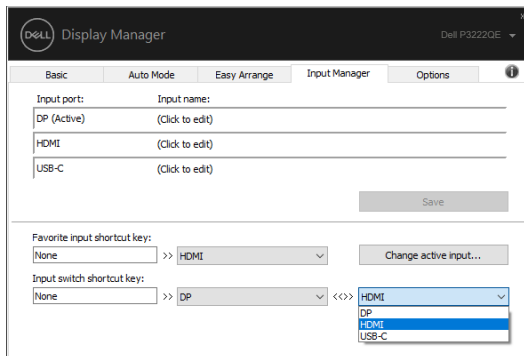 DELL Display Manager Dell P3222QE
Basic Auto Mode Easy Arrange Input Manager Options
Input port: Input name:
DP (Active) (Click to edit)
HDMI (Click to edit)
USB-C (Click to edit)
Save
Favorite input shortcut key:
None >> HDMI Change active input...
Input switch shortcut key:
None >> DP <<>> HDMI
DP
HDMI
USB-C